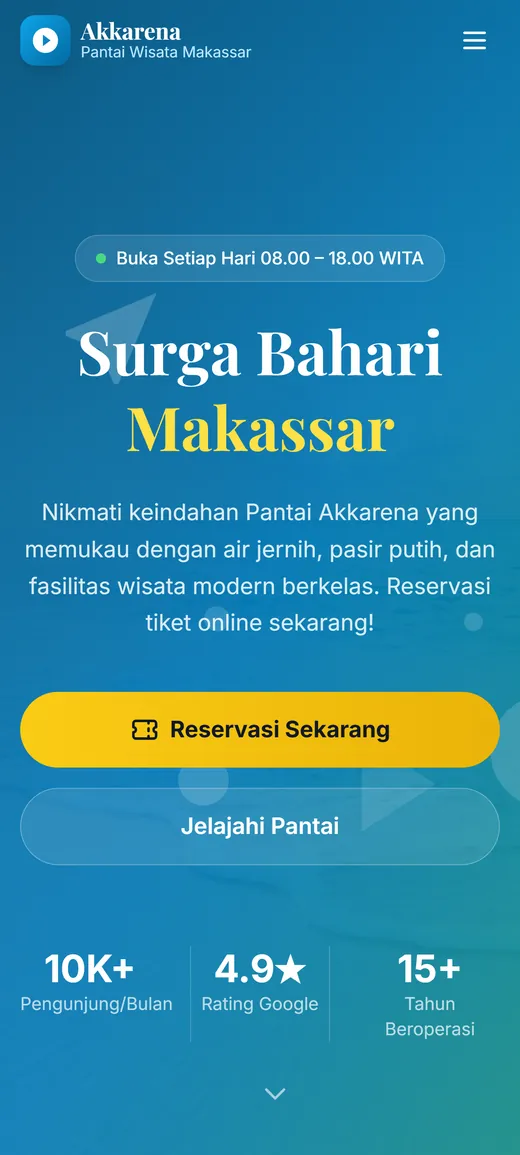 Akkarena
Pantai Wisata Makassar
Buka Setiap Hari 08.00 – 18.00 WITA
Surga Bahari
Makassar
Nikmati keindahan Pantai Akkarena yang
memukau dengan air jernih, pasir putih, dan
fasilitas wisata modern berkelas. Reservasi
tiket online sekarang!
Reservasi Sekarang
Jelajahi Pantai
10K+
Pengunjung/Bulan
4.9★
Rating Google
15+
Tahun
Beroperasi